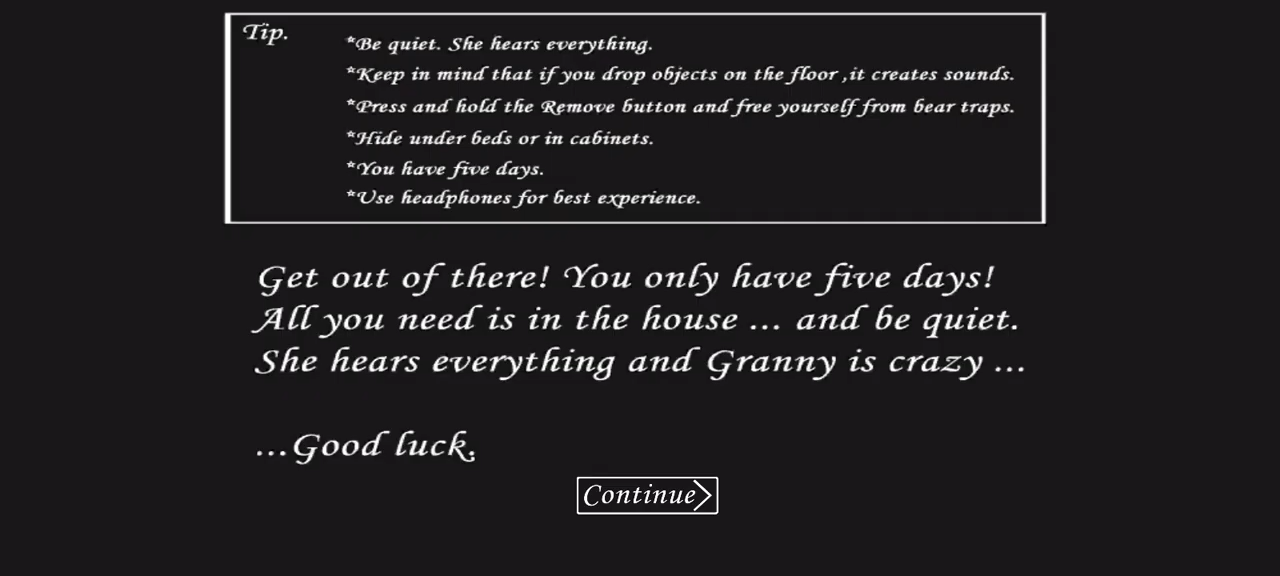 Tip.
*Be quiet. She hears everything.
*Keep in mind that if you drop objects on the floor ,it creates sounds.
*Press and hold the Remove button and free yourself from bear traps.
*Hide under beds or in cabinets.
*You have five days.
*Use headphones for best experience.
Get out of there! You only have five days!
All you need is in the house ... and be quiet.
She hears everything and Granny is crazy ...
...Good luck.
Continue